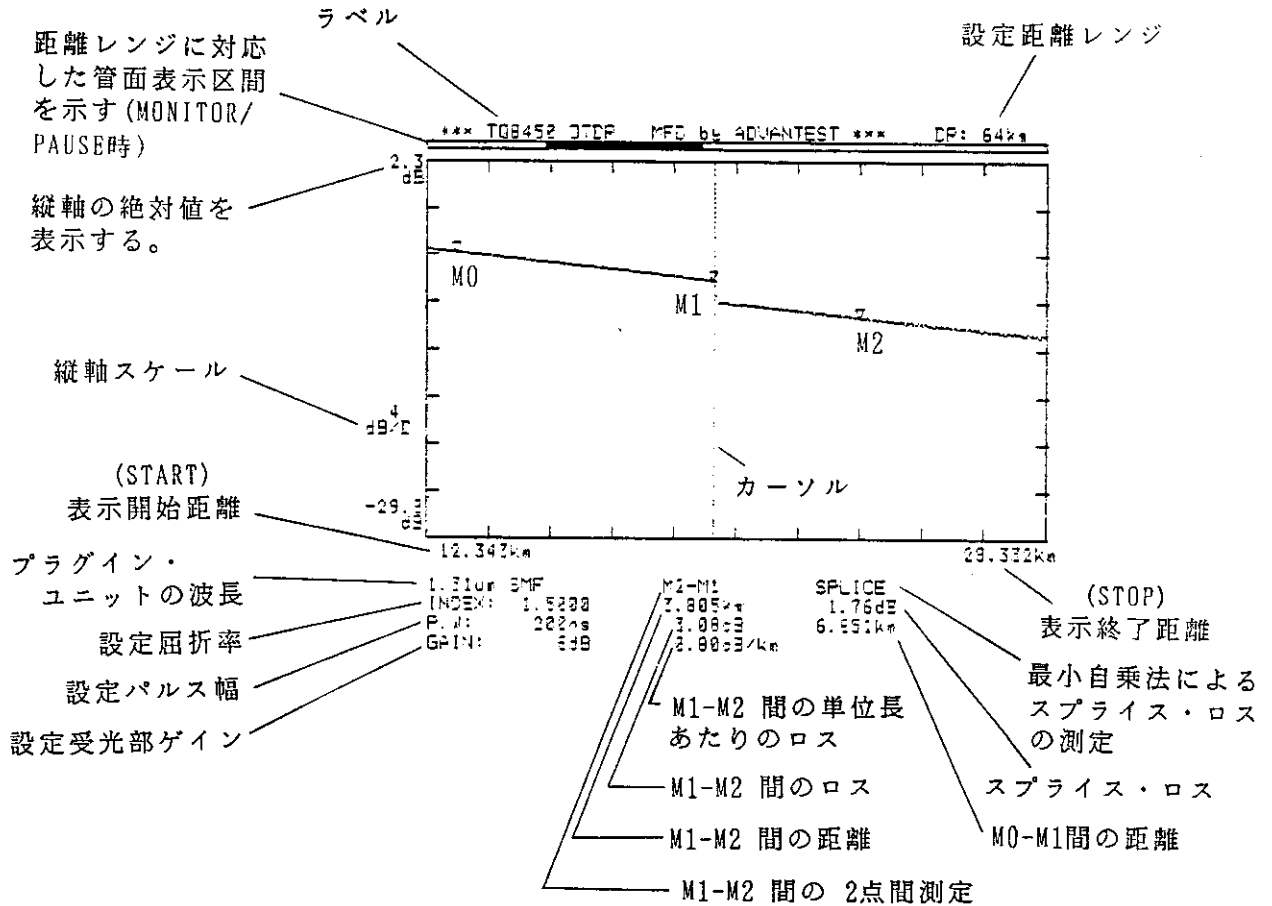 ラベル
設定距離レンジ
距離レンジに対応
した管面表示区間
を示す(MONITOR/
PAUSE時)
*** TQ8450 OTDR MFD by ADVANTEST *** DR: 64km
2.3
dB
縦軸の絶対値を
表示する。
M0
M1
M2
縦軸スケール
4
dB/D
カーソル
(START)
表示開始距離
dB
12.343km
プラグイン・
ユニットの波長
1.31um SMF
M2-M1
SPLICE
(STOP)
表示終了距離
設定屈折率
INDEX: 1.5000
3.805km
1.76dB
設定パルス幅
P.W: 200ns
3.08dB
設定受光部ゲイン
GAIN:
0.80dB/km
最小自乗法による
スプライス・ロス
の測定
M1-M2 間の単位長
あたりのロス
スプライス・ロス
M1-M2 間のロス
M1-M2 間の距離
M0-M1間の距離
M1-M2 間の 2点間測定